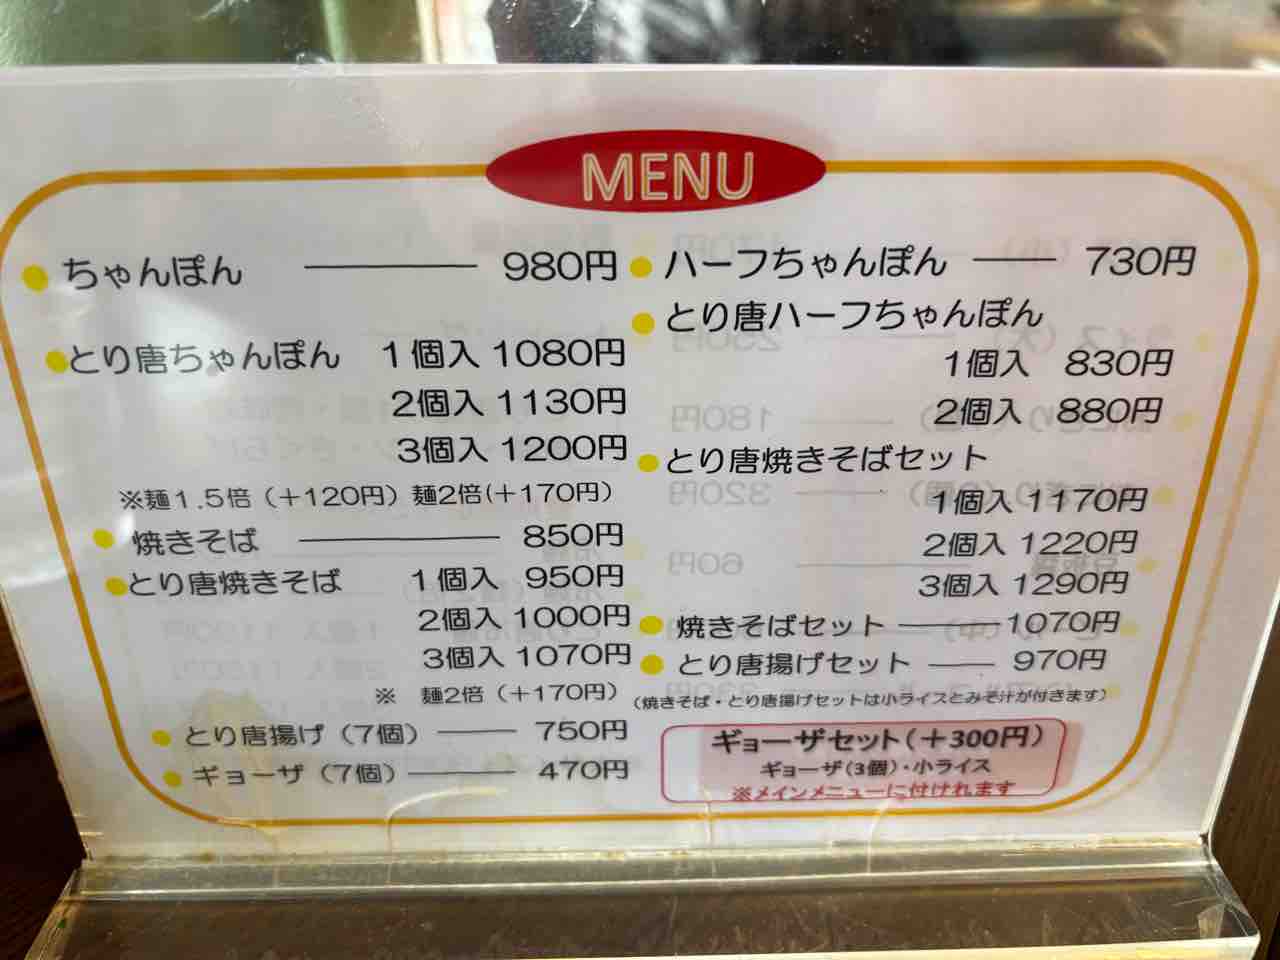 MENU
ちゃんぽん 980円
とり唐ちゃんぽん 1個入 1080円
2個入 1130円
3個入 1200円
※麺1.5倍（＋120円）麺2倍（＋170円）
焼きそば 850円
とり唐焼きそば 1個入 950円
2個入 1000円
3個入 1070円
※ 麺2倍（＋170円）
とり唐揚げ（7個） 750円
ギョーザ（7個） 470円
ハーフちゃんぽん 730円
とり唐ハーフちゃんぽん
1個入 830円
2個入 880円
とり唐焼きそばセット
1個入 1170円
2個入 1220円
3個入 1290円
焼きそばセット 1070円
とり唐揚げセット 970円
（焼きそば・とり唐揚げセットは小ライスとみそ汁が付きます）
ギョーザセット（＋300円）
ギョーザ（3個）・小ライス
※メインメニューに付けれます